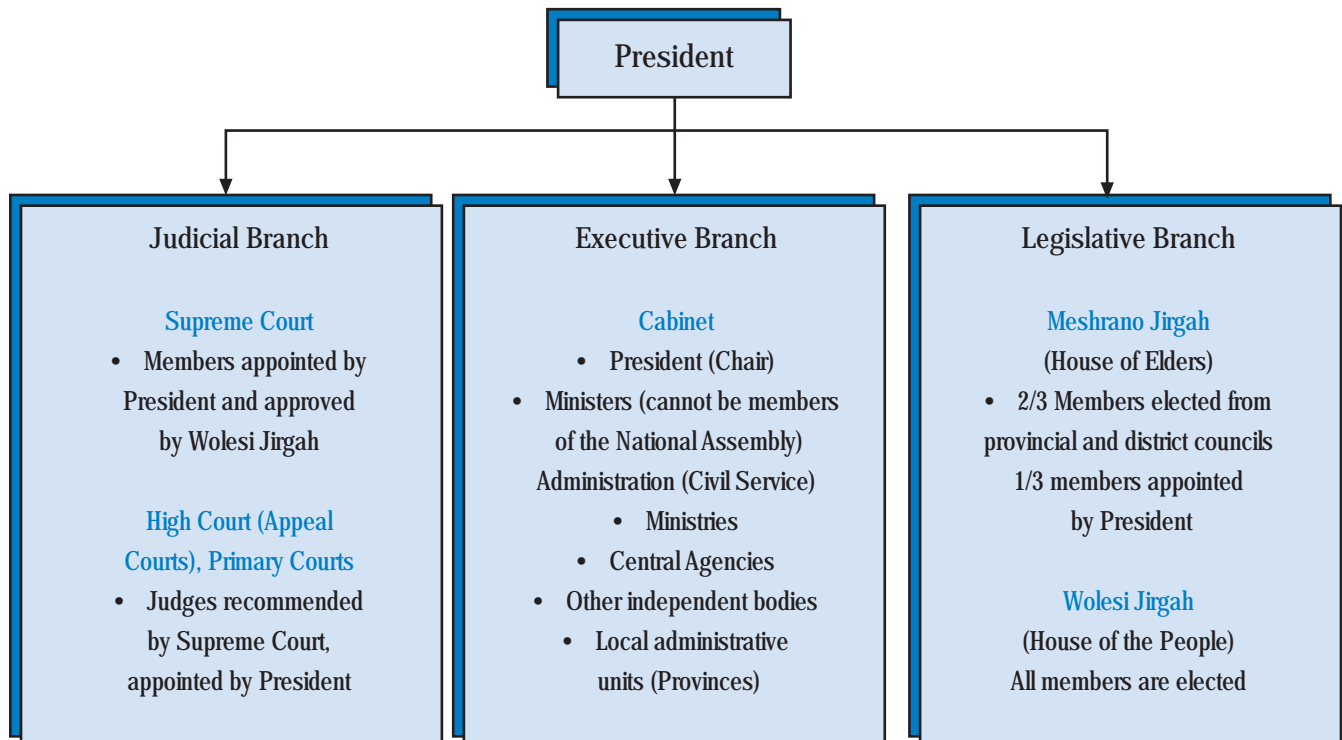 President
Judicial Branch
Supreme Court
• Members appointed by
President and approved
by Wolesi Jirgah
High Court (Appeal
Courts), Primary Courts
• Judges recommended
by Supreme Court,
appointed by President
Executive Branch
Cabinet
• President (Chair)
• Ministers (cannot be members
of the National Assembly)
Administration (Civil Service)
• Ministries
• Central Agencies
• Other independent bodies
• Local administrative
units (Provinces)
Legislative Branch
Meshrano Jirgah
(House of Elders)
• 2/3 Members elected from
provincial and district councils
1/3 members appointed
by President
Wolesi Jirgah
(House of the People)
All members are elected